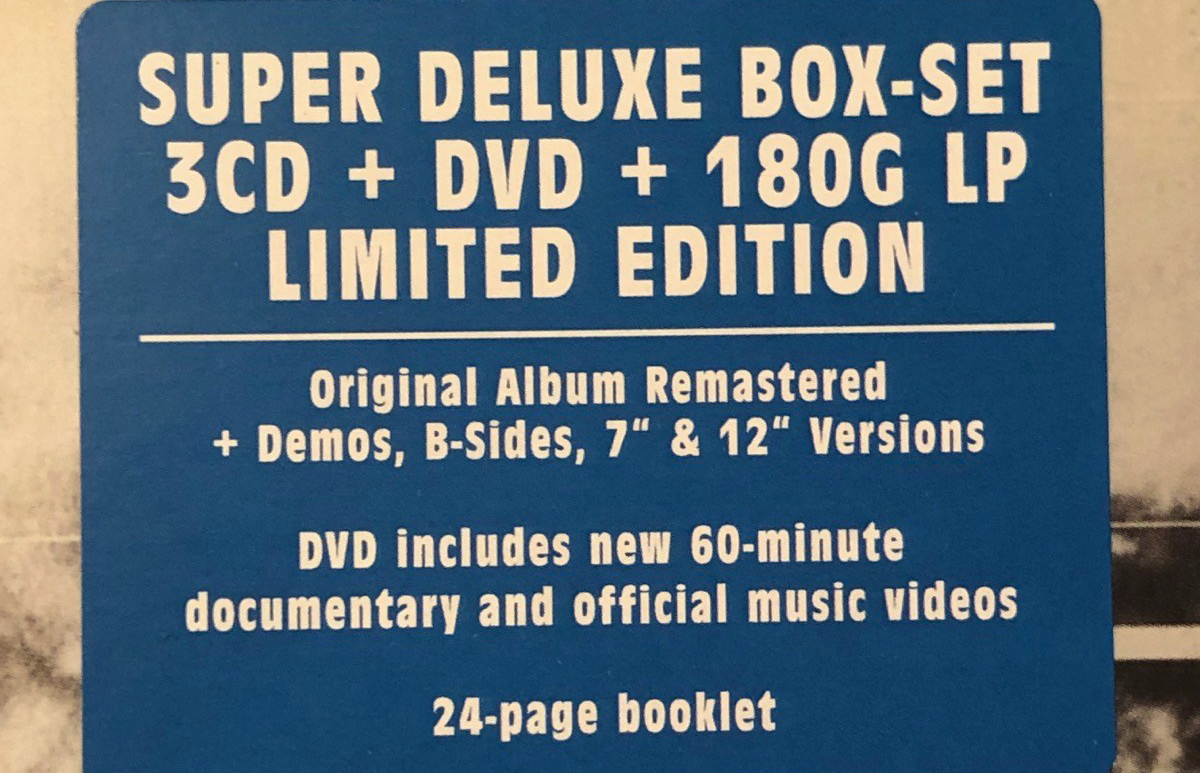 SUPER DELUXE BOX-SET
3CD + DVD + 180G LP
LIMITED EDITION
Original Album Remastered
+ Demos, B-Sides, 7“ & 12“ Versions
DVD includes new 60-minute
documentary and official music videos
24-page booklet